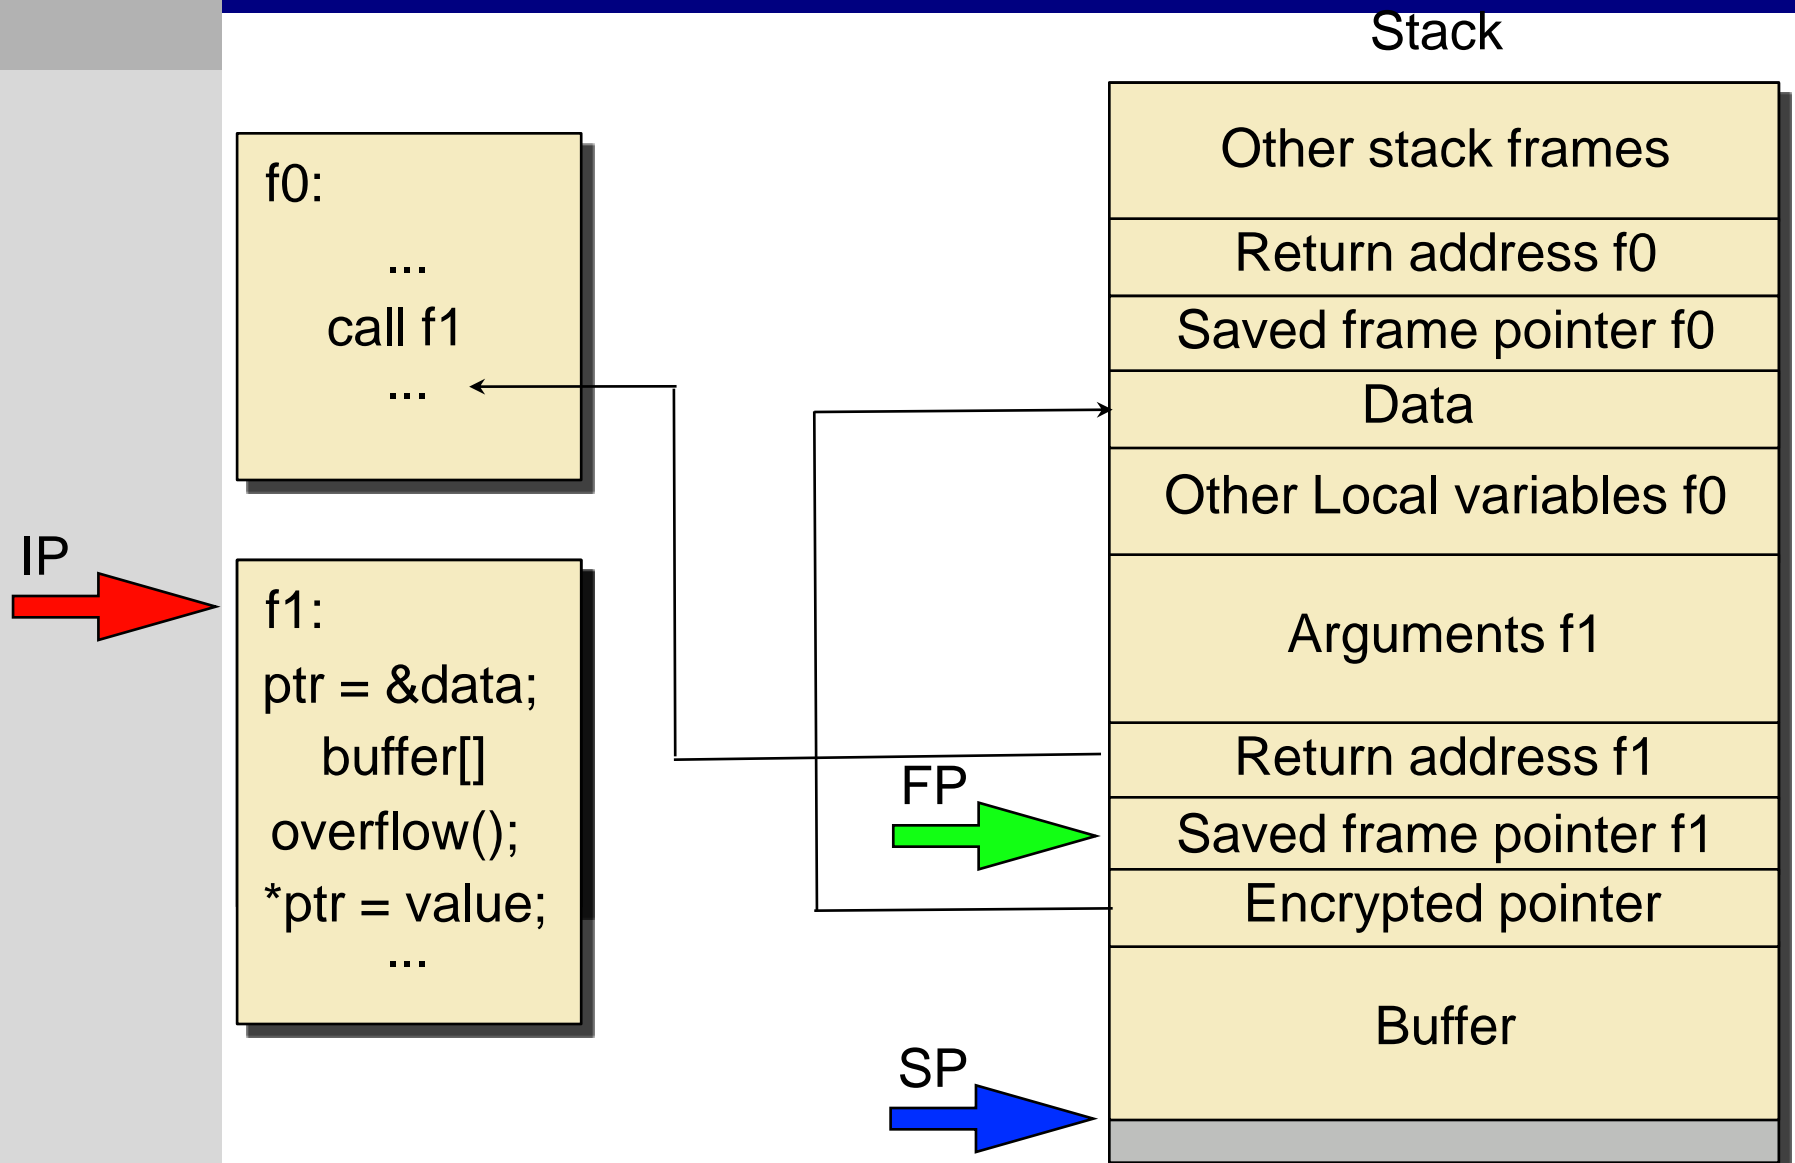 Stack
f0:
...
call f1
...
IP
f1:
ptr = &data;
buffer[]
overflow();
*ptr = value;
...
FP
SP
Other stack frames
Return address f0
Saved frame pointer f0
Data
Other Local variables f0
Arguments f1
Return address f1
Saved frame pointer f1
Encrypted pointer
Buffer